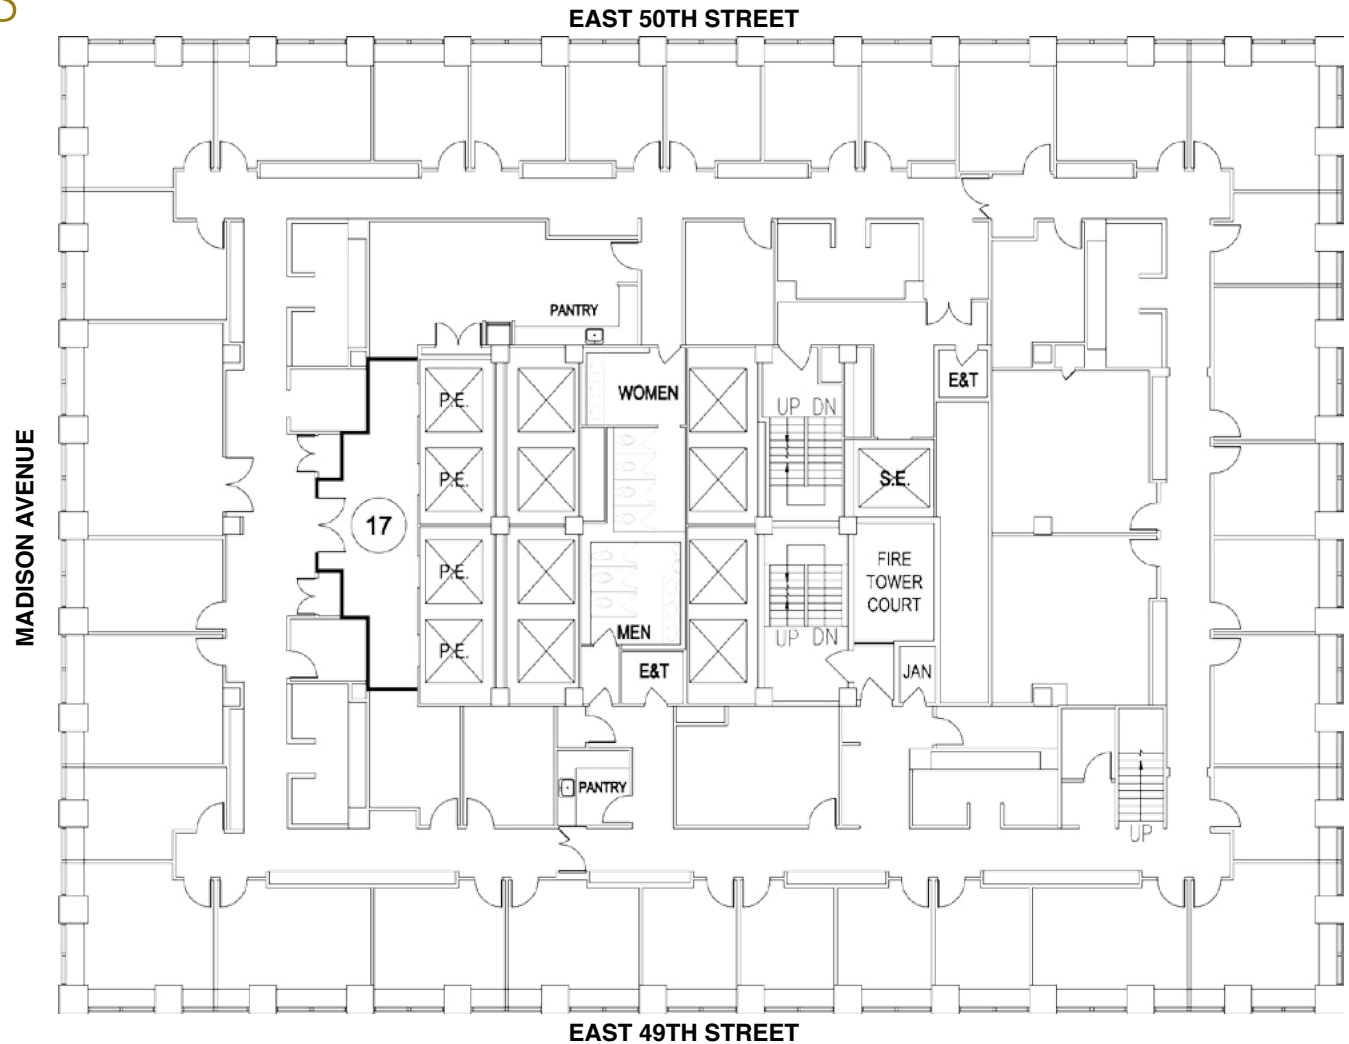 EAST 50TH STREET
PANTRY
WOMEN
E&T
P.E.
UP DN
P.E.
S.E.
MADISON AVENUE
17
P.E.
FIRE
TOWER
COURT
P.E.
MEN
UP DN
E&T
JAN
PANTRY
UP
EAST 49TH STREET